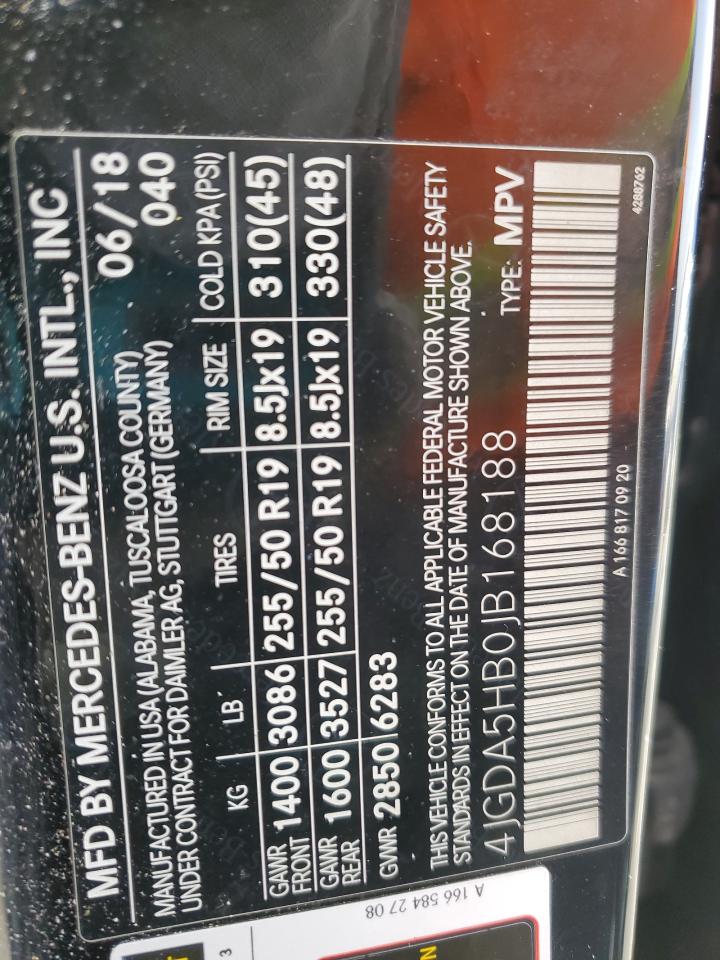 MFD BY MERCEDES-BENZ U.S. INTL., INC
06/18
MANUFACTURED IN USA (ALABAMA, TUSCALOOSA COUNTY)
040
UNDER CONTRACT FOR DAIMLER AG, STUTTGART (GERMANY)
KG LB TIRES RIM SIZE COLD KPA (PSI)
GAWR FRONT 1400 3086 255/50 R19 8.5Jx19 310(45)
GAWR REAR 1600 3527 255/50 R19 8.5Jx19 330(48)
GVWR 2850 6283
THIS VEHICLE CONFORMS TO ALL APPLICABLE FEDERAL MOTOR VEHICLE SAFETY
STANDARDS IN EFFECT ON THE DATE OF MANUFACTURE SHOWN ABOVE.
4JGDA5HB0JB168188 TYPE: MPV
A 166 817 09 20
4288762
A 166 584 27 08
3